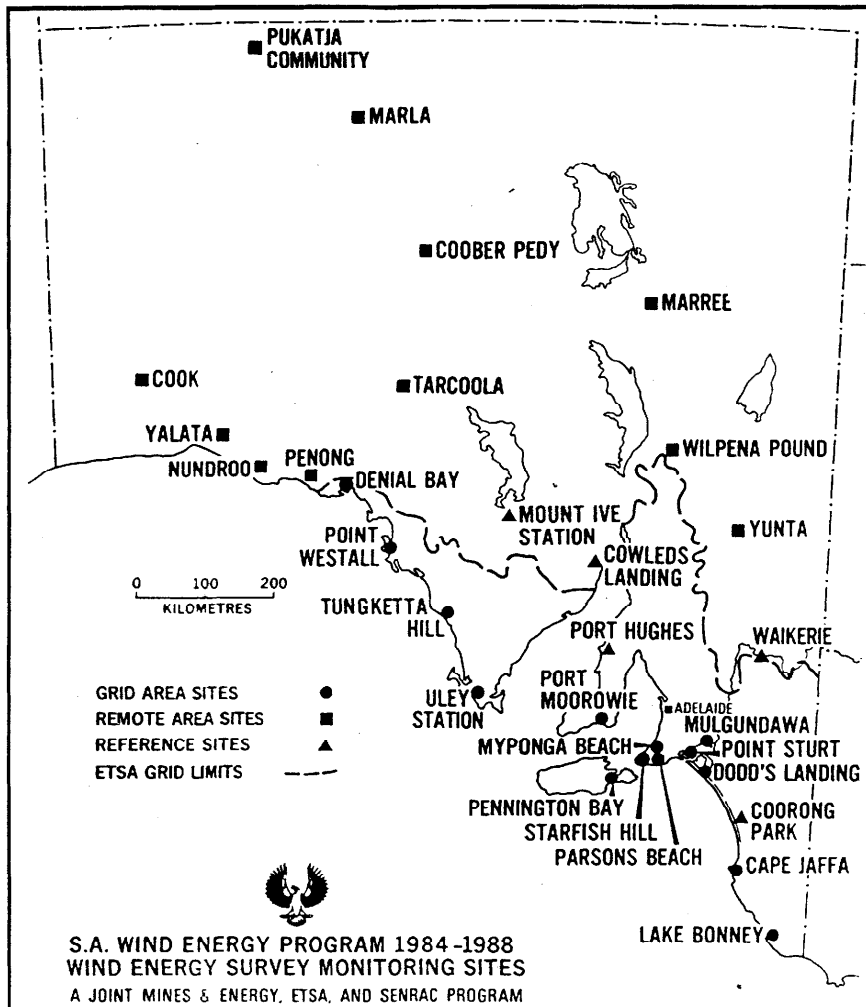 PUKATJA
COMMUNITY
MARLA
COOBER PEDY
MARREE
COOK
TARCOOLA
YALATA
WILPENA POUND
NUNDROO
PENONG
DENIAL BAY
MOUNT IVE
STATION
YUNTA
POINT
WESTALL
COWLEDS
LANDING
0 100 200
KILOMETRES
TUNGKETTA
HILL
PORT HUGHES
WAIKERIE
GRID AREA SITES
REMOTE AREA SITES
REFERENCE SITES
ETSA GRID LIMITS
ULEY
STATION
PORT
MOOROWIE
ADELAIDE
MULGUNDAWA
MYPONGA BEACH
POINT STURT
DODD'S LANDING
PENNINGTON BAY
STARFISH HILL
PARSONS BEACH
COORONG
PARK
CAPE JAFFA
LAKE BONNEY
S.A. WIND ENERGY PROGRAM 1984-1988
WIND ENERGY SURVEY MONITORING SITES
A JOINT MINES & ENERGY, ETSA, AND SENRAC PROGRAM